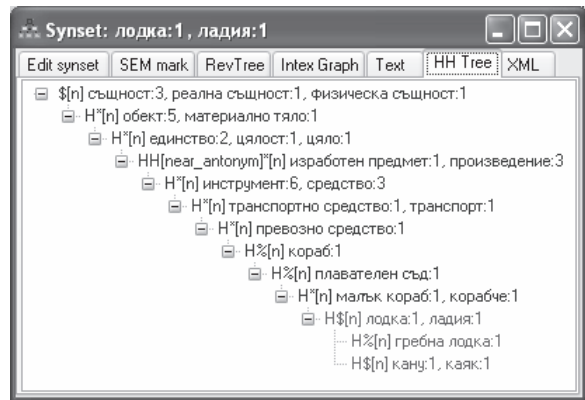 Synset: лодка:1, ладия:1
Edit synset SEM mark RevTree Intex Graph Text HH Tree XML
$[n] същност:3, реална същност:1, физическа същност:1
H*[n] обект:5, материално тяло:1
H*[n] единство:2, цялост:1, цяло:1
HH[near_antonym]*[n] изработен предмет:1, произведение:3
H*[n] инструмент:6, средство:3
H*[n] транспортно средство:1, транспорт:1
H*[n] превозно средство:1
H%[n] кораб:1
H%[n] плавателен съд:1
H*[n] малък кораб:1, корабче:1
H$[n] лодка:1, ладия:1
H%[n] гребна лодка:1
H$[n] кану:1, каяк:1